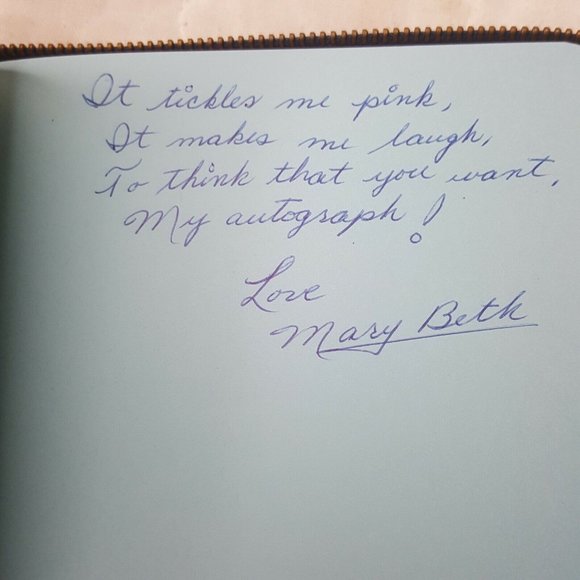 It tickles me pink,
It makes me laugh,
To think that you want,
My autograph!
Love
Mary Beth